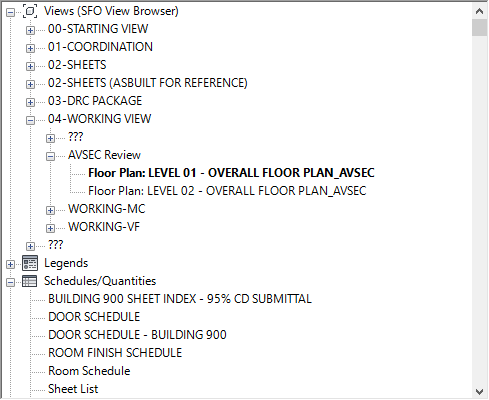 Views (SFO View Browser)
00-STARTING VIEW
01-COORDINATION
02-SHEETS
02-SHEETS (ASBUILT FOR REFERENCE)
03-DRC PACKAGE
04-WORKING VIEW
???
AVSEC Review
Floor Plan: LEVEL 01 - OVERALL FLOOR PLAN_AVSEC
Floor Plan: LEVEL 02 - OVERALL FLOOR PLAN_AVSEC
WORKING-MC
WORKING-VF
???
Legends
Schedules/Quantities
BUILDING 900 SHEET INDEX - 95% CD SUBMITTAL
DOOR SCHEDULE
DOOR SCHEDULE - BUILDING 900
ROOM FINISH SCHEDULE
Room Schedule
Sheet List